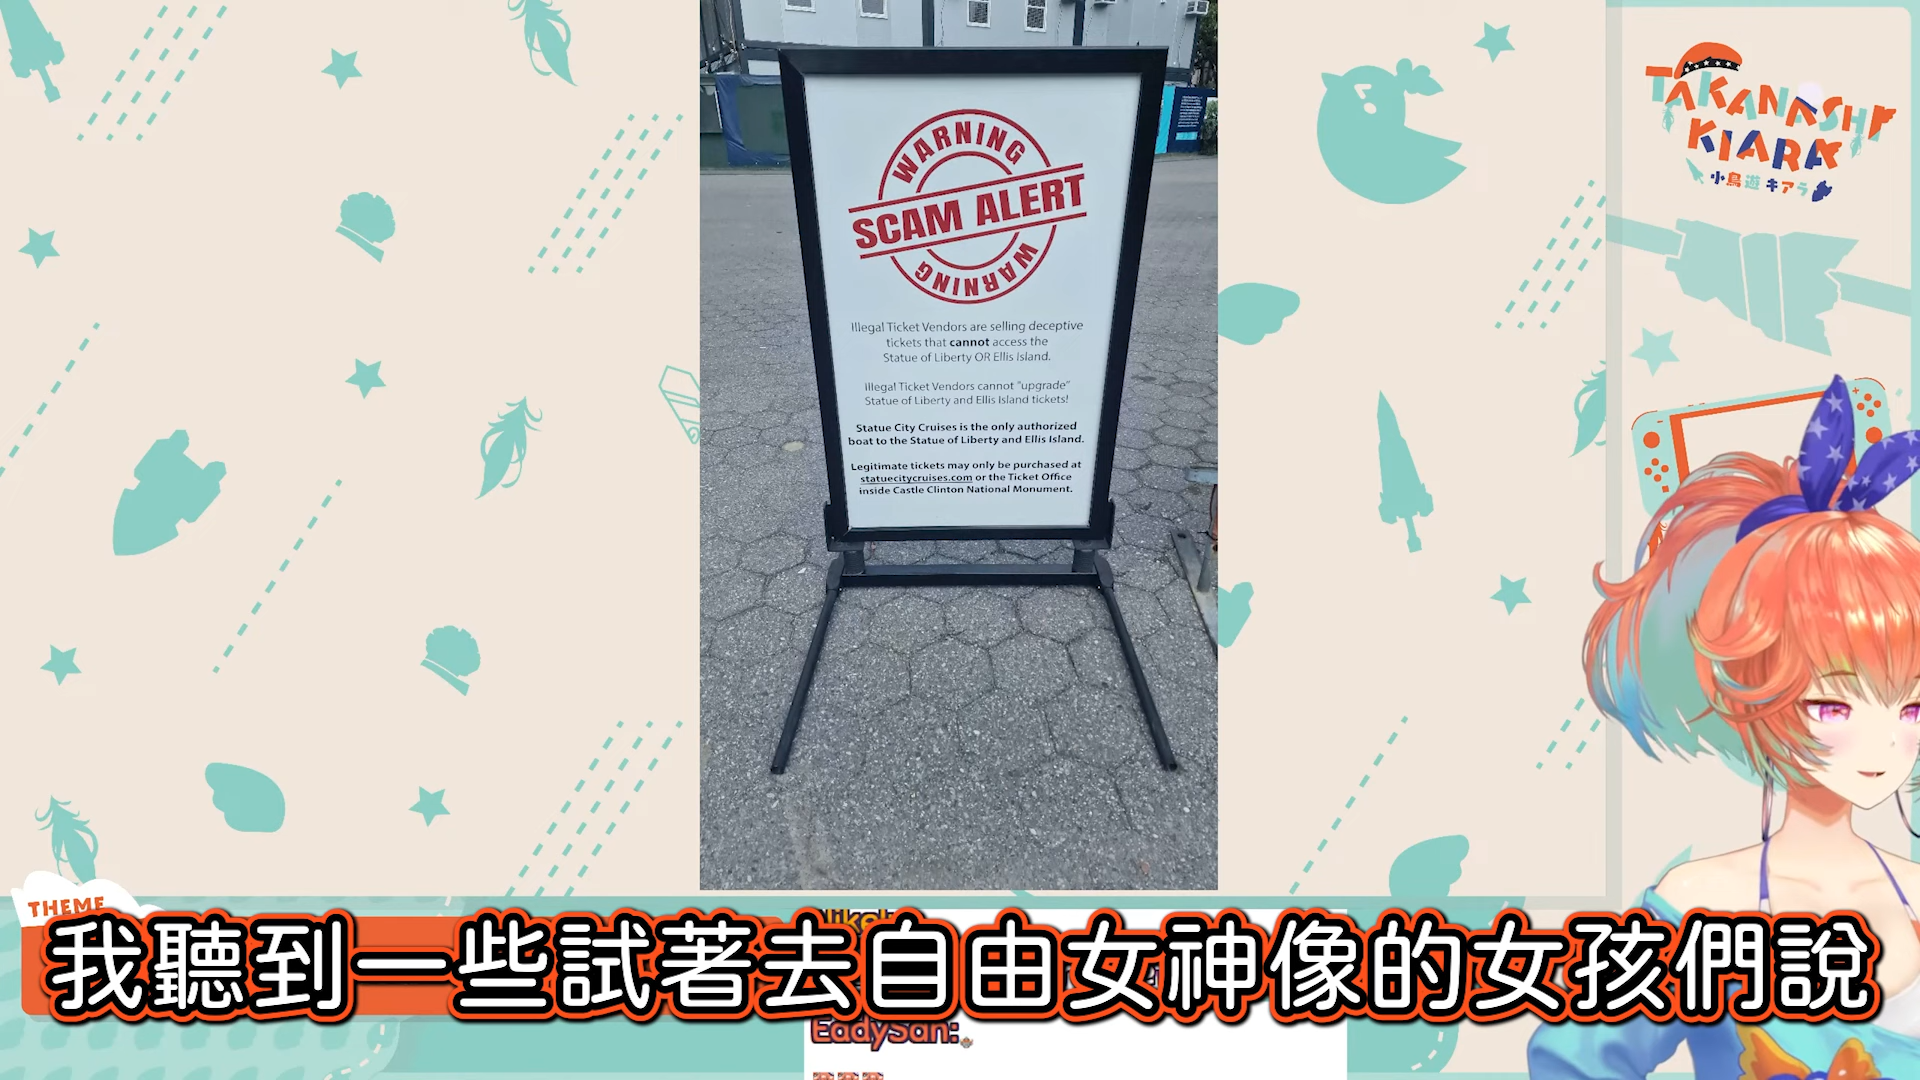 TAKANASHI
KIARA
小鳥遊キアラ
WARNING
SCAM ALERT
WARNING
Illegal Ticket Vendors are selling deceptive
tickets that cannot access the
Statue of Liberty OR Ellis Island.
Illegal Ticket Vendors cannot "upgrade"
Statue of Liberty and Ellis Island tickets!
Statue City Cruises is the only authorized
boat to the Statue of Liberty and Ellis Island.
Legitimate tickets may only be purchased at
statuecitycruises.com or the Ticket Office
inside Castle Clinton National Monument.
THEME
我聽到一些試著去自由女神像的女孩們說
EadySan: